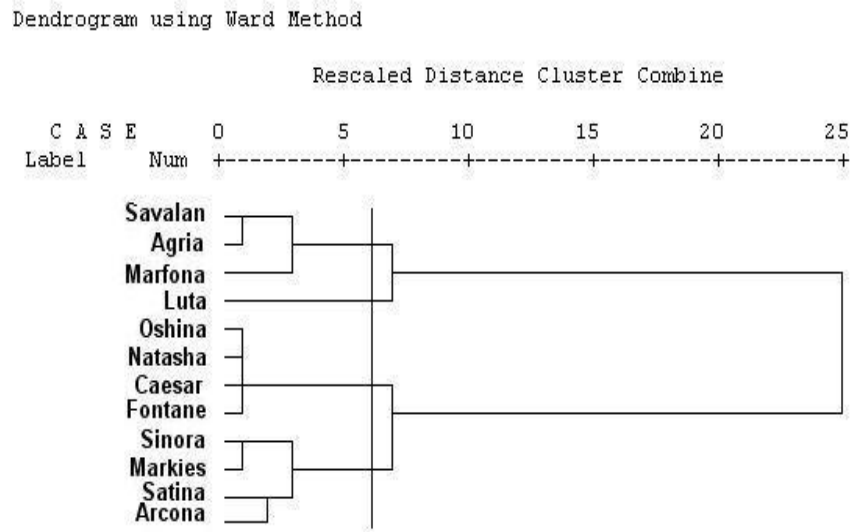 Dendrogram using Ward Method
Rescaled Distance Cluster Combine
C A S E 0 5 10 15 20 25
Label Num +---------+---------+---------+---------+---------+
Savalan
Agria
Marfona
Luta
Oshina
Natasha
Caesar
Fontane
Sinora
Markies
Satina
Arcona